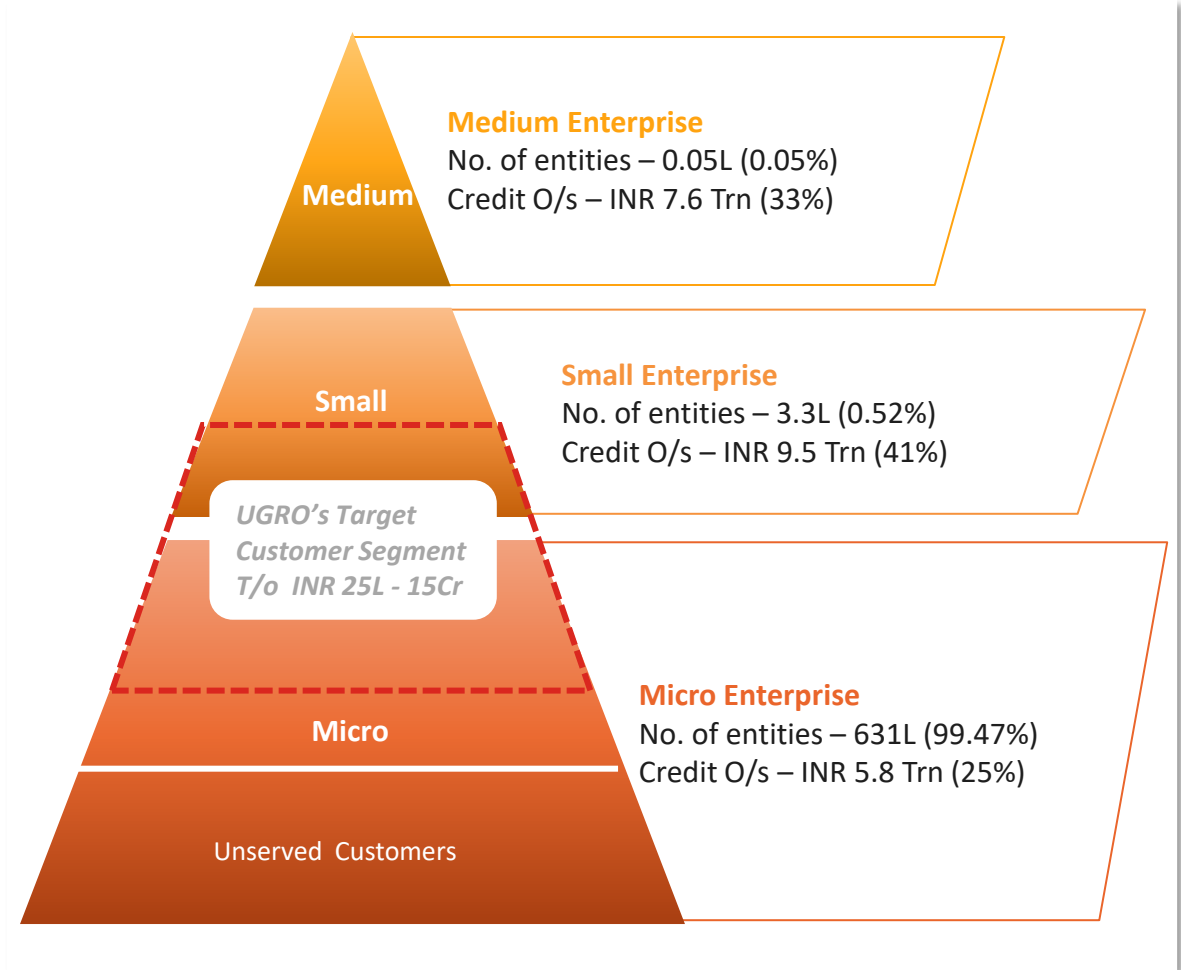 Medium Enterprise
No. of entities – 0.05L (0.05%)
Credit O/s – INR 7.6 Trn (33%)
Medium
Small Enterprise
No. of entities – 3.3L (0.52%)
Credit O/s – INR 9.5 Trn (41%)
Small
UGRO's Target
Customer Segment
T/o  INR 25L - 15Cr
Micro Enterprise
No. of entities – 631L (99.47%)
Credit O/s – INR 5.8 Trn (25%)
Micro
Unserved  Customers